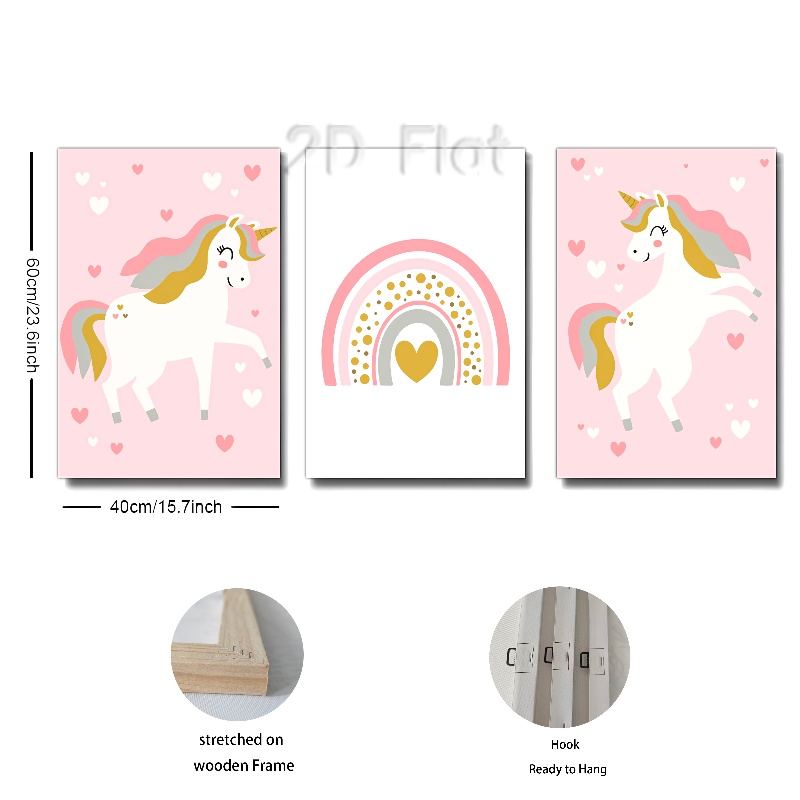 2D Flat
60cm/23.6inch
40cm/15.7inch
stretched on
wooden Frame
Hook
Ready to Hang